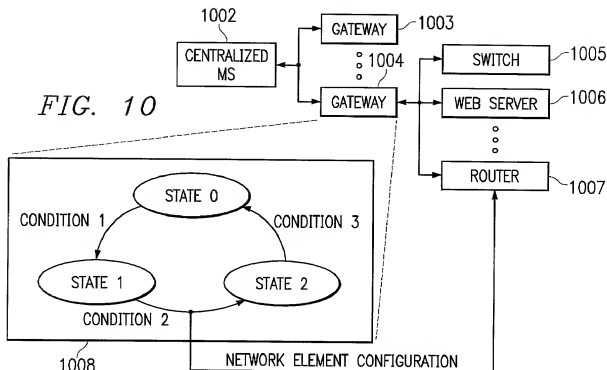 1002
CENTRALIZED
MS
GATEWAY
1003
1004
GATEWAY
SWITCH
1005
WEB SERVER
1006
ROUTER
1007
FIG. 10
STATE 0
CONDITION 1
CONDITION 3
STATE 1
STATE 2
CONDITION 2
1008
NETWORK ELEMENT CONFIGURATION